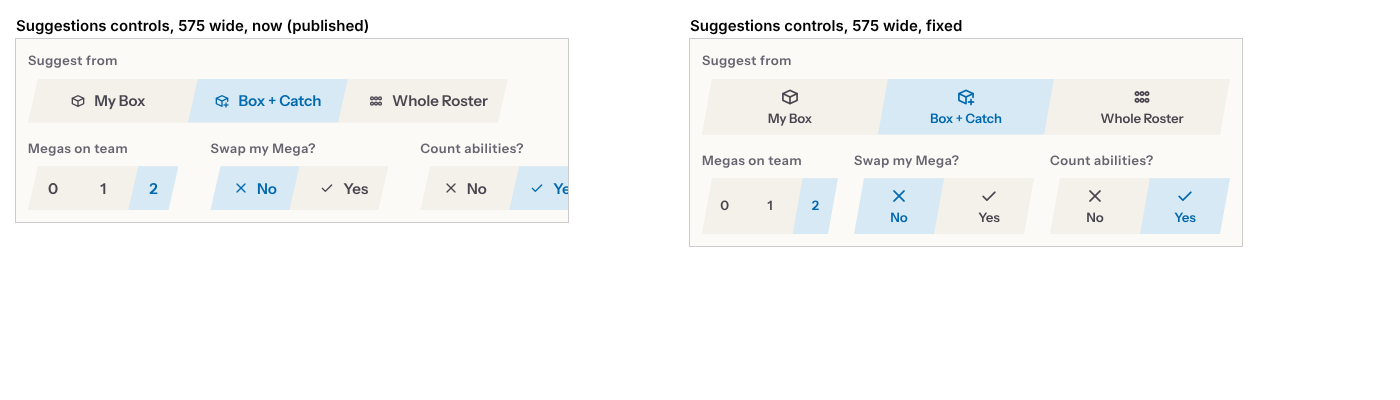 Suggestions controls, 575 wide, now (published)
Suggest from
My Box Box + Catch Whole Roster
Megas on team Swap my Mega? Count abilities?
0 1 2 No Yes No Ye
Suggestions controls, 575 wide, fixed
Suggest from
My Box Box + Catch Whole Roster
Megas on team Swap my Mega? Count abilities?
0 1 2 No Yes No Yes